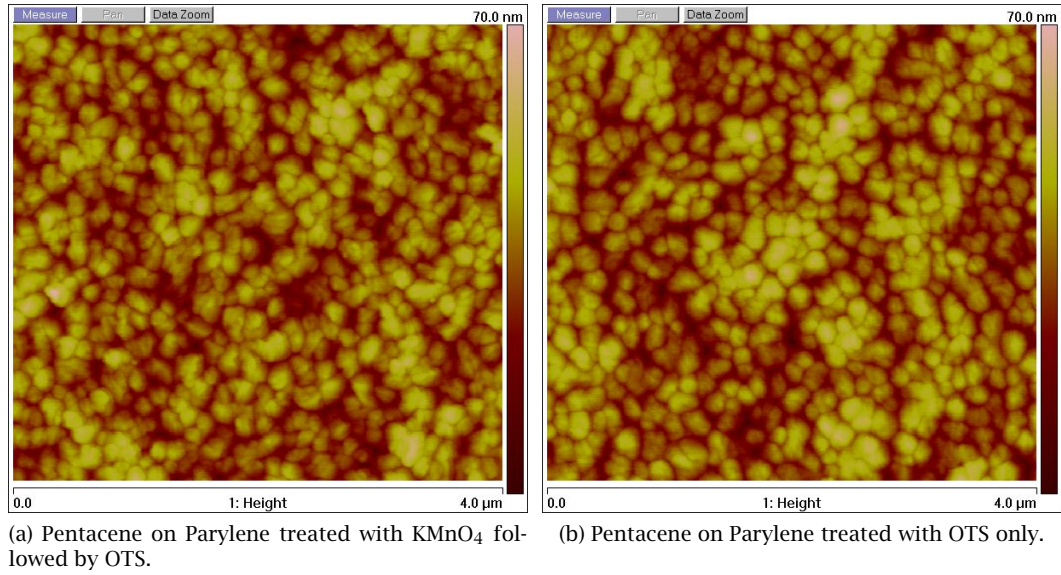 Measure Pan Data Zoom 70.0 nm
0.0 1: Height 4.0 µm
(a) Pentacene on Parylene treated with KMnO₄ fol-
lowed by OTS.
Measure Pan Data Zoom 70.0 nm
0.0 1: Height 4.0 µm
(b) Pentacene on Parylene treated with OTS only.